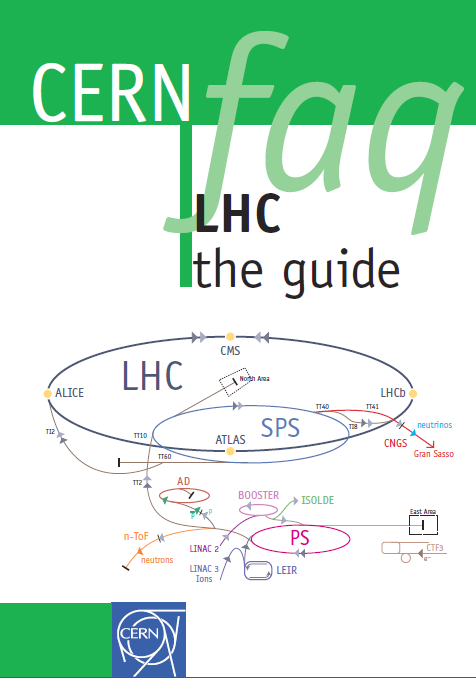 CERN
faq
LHC
the guide
CMS
LHC
North Area
ALICE
LHCb
TT40
TT41
TI8
TI2
TT10
ATLAS
SPS
neutrinos
CNGS
Gran Sasso
TT60
TT2
AD
BOOSTER
ISOLDE
East Area
p
p
n-ToF
PS
LINAC 2
neutrons
CTF3
e-
LINAC 3
Ions
LEIR
CERN